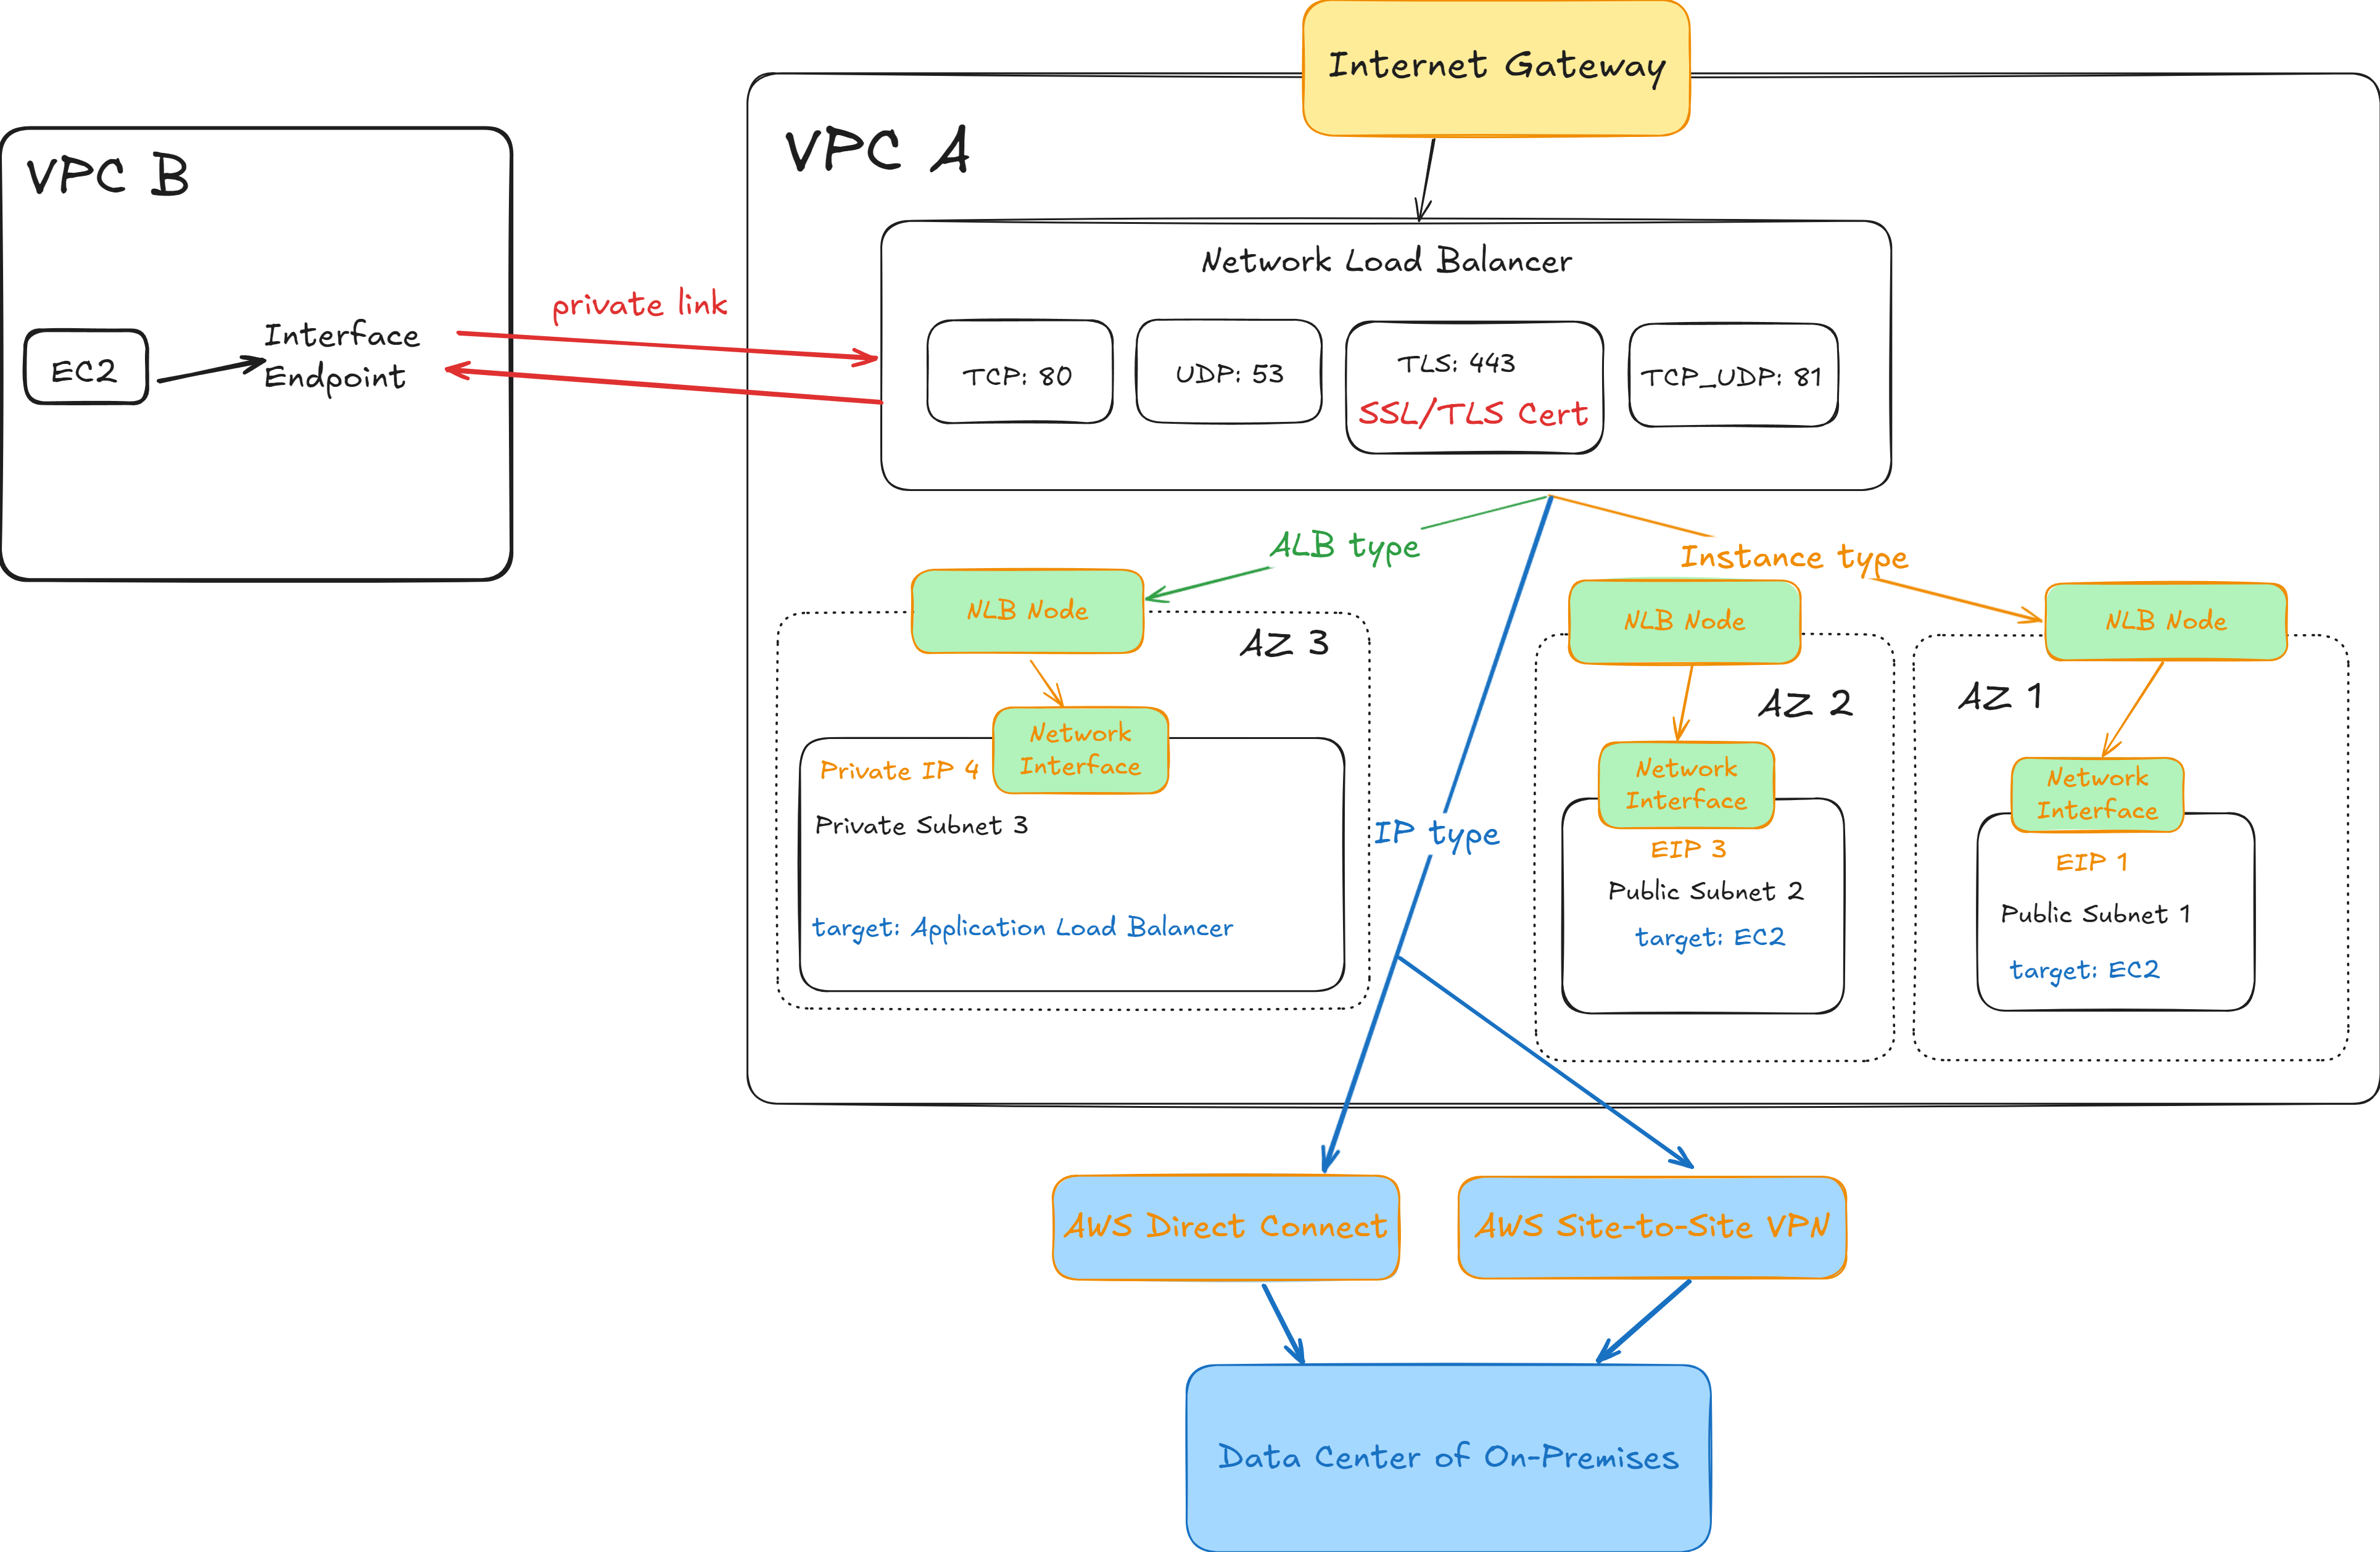 Internet Gateway
VPC A
VPC B
Network Load Balancer
private link
Interface
Endpoint
EC2
TCP: 80
UDP: 53
TLS: 443
SSL/TLS Cert
TCP_UDP: 81
ALB type
Instance type
NLB Node
NLB Node
NLB Node
AZ 3
AZ 2
AZ 1
Network
Interface
Private IP 4
Private Subnet 3
target: Application Load Balancer
IP type
Network
Interface
EIP 3
Public Subnet 2
target: EC2
Network
Interface
EIP 1
Public Subnet 1
target: EC2
AWS Direct Connect
AWS Site-to-Site VPN
Data Center of On-Premises